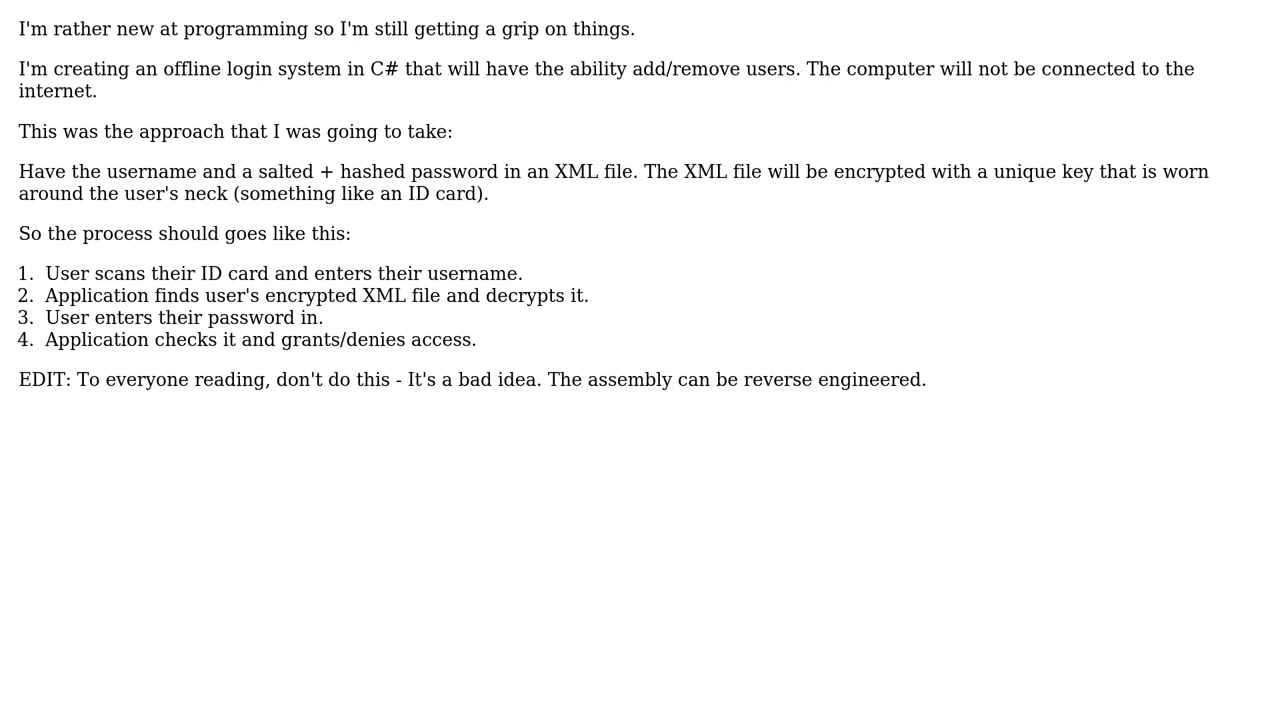 I'm rather new at programming so I'm still getting a grip on things.
I'm creating an offline login system in C# that will have the ability add/remove users. The computer will not be connected to the
internet.
This was the approach that I was going to take:
Have the username and a salted + hashed password in an XML file. The XML file will be encrypted with a unique key that is worn
around the user's neck (something like an ID card).
So the process should goes like this:
1. User scans their ID card and enters their username.
2. Application finds user's encrypted XML file and decrypts it.
3. User enters their password in.
4. Application checks it and grants/denies access.
EDIT: To everyone reading, don't do this - It's a bad idea. The assembly can be reverse engineered.